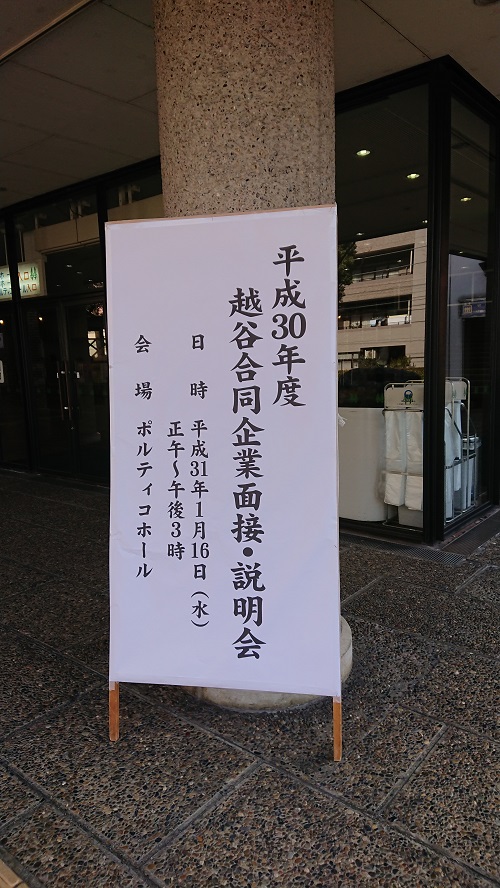 平成30年度
越谷合同企業面接・説明会
日時 平成31年1月16日(水)
正午～午後3時
会場 ポルティコホール
入口